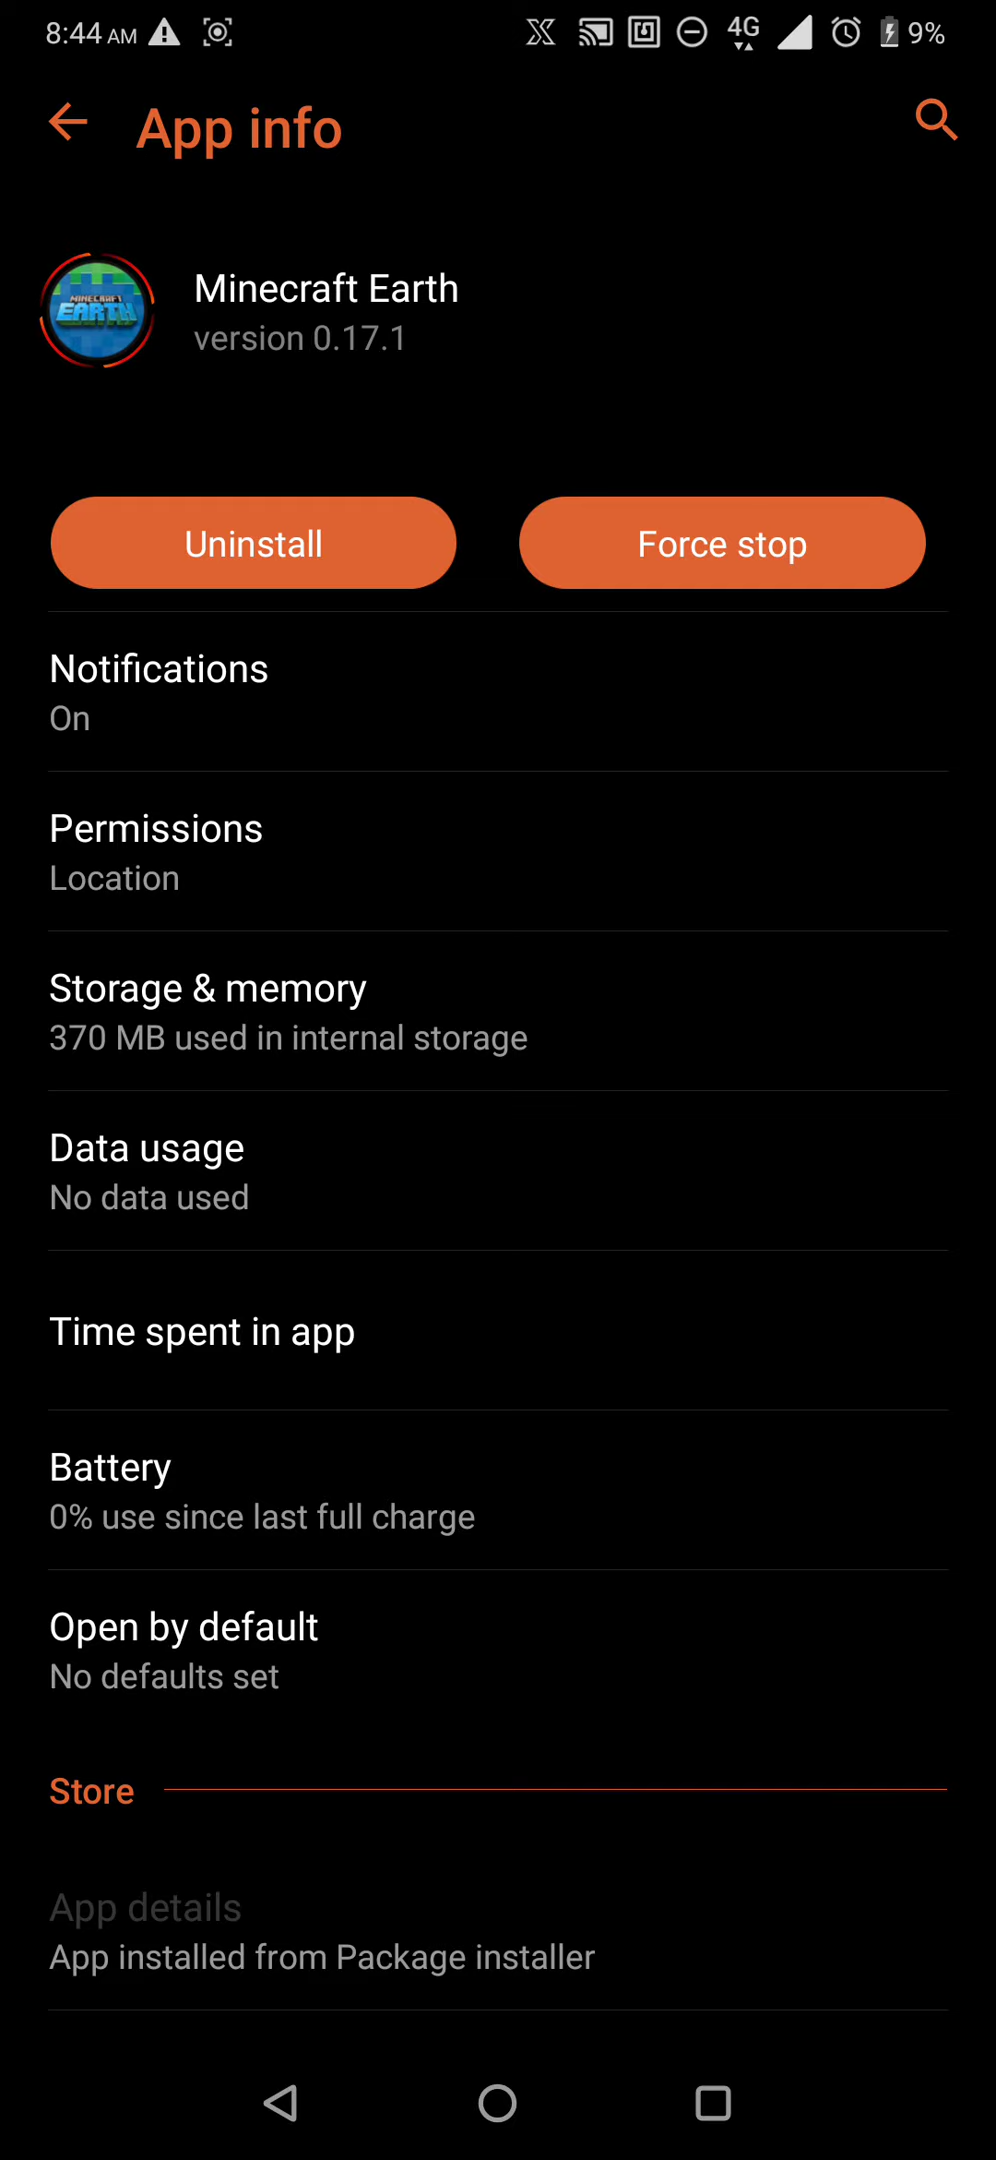 8:44 AM 4G 9%
App info
MINECRAFT
EARTH
Minecraft Earth
version 0.17.1
Uninstall
Force stop
Notifications
On
Permissions
Location
Storage & memory
370 MB used in internal storage
Data usage
No data used
Time spent in app
Battery
0% use since last full charge
Open by default
No defaults set
Store
App details
App installed from Package installer